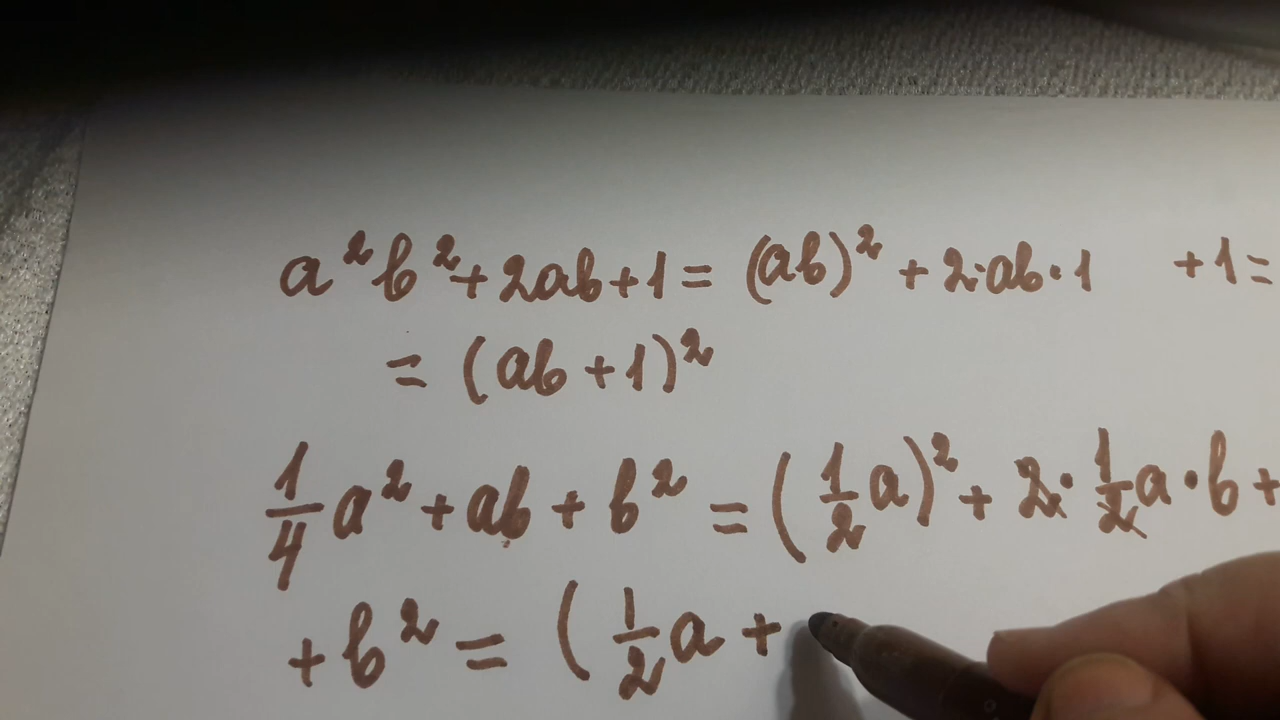 a²b² + 2ab + 1 = (ab)² + 2·ab·1 + 1 =
= (ab + 1)²
1/4 a² + ab + b² = (1/2 a)² + 2· 1/2 a·b +
+ b² = (1/2 a +